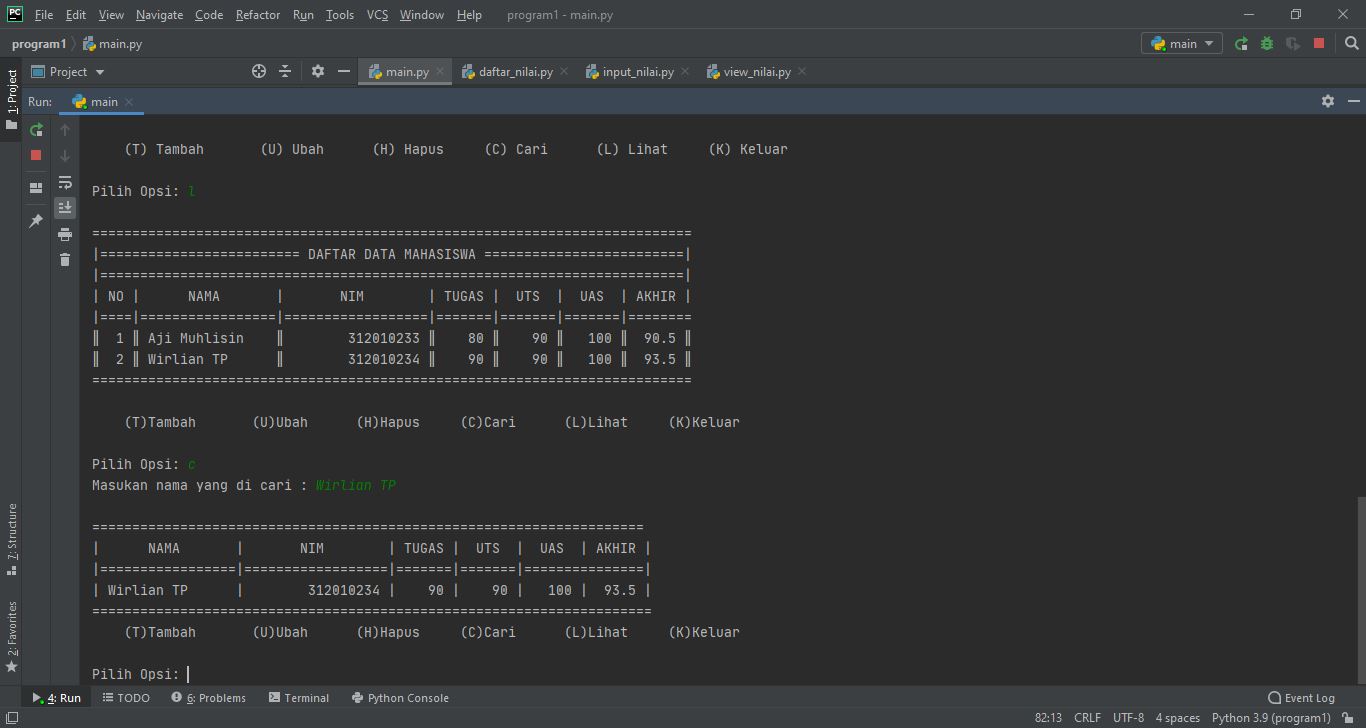 PC File Edit View Navigate Code Refactor Run Tools VCS Window Help program1 - main.py
program1 main.py main
1: Project Project main.py daftar_nilai.py input_nilai.py view_nilai.py
Run: main
(T) Tambah (U) Ubah (H) Hapus (C) Cari (L) Lihat (K) Keluar
Pilih Opsi: l
===========================================================================
|========================= DAFTAR DATA MAHASISWA =========================|
|=========================================================================|
| NO |      NAMA       |       NIM        | TUGAS |  UTS  |  UAS  | AKHIR |
|====|=================|==================|=======|=======|=======|========
║  1 ║ Aji Muhlisin    ║        312010233 ║    80 ║    90 ║   100 ║  90.5 ║
║  2 ║ Wirlian TP      ║        312010234 ║    90 ║    90 ║   100 ║  93.5 ║
===========================================================================
(T)Tambah (U)Ubah (H)Hapus (C)Cari (L)Lihat (K)Keluar
Pilih Opsi: c
Masukan nama yang di cari : Wirlian TP
=====================================================================
|      NAMA       |       NIM        | TUGAS |  UTS  |  UAS  | AKHIR |
|=================|==================|=======|=======|===============|
| Wirlian TP      |        312010234 |    90 |    90 |   100 |  93.5 |
======================================================================
(T)Tambah (U)Ubah (H)Hapus (C)Cari (L)Lihat (K)Keluar
Pilih Opsi:
7: Structure
2: Favorites
4: Run TODO 6: Problems Terminal Python Console Event Log
82:13 CRLF UTF-8 4 spaces Python 3.9 (program1)